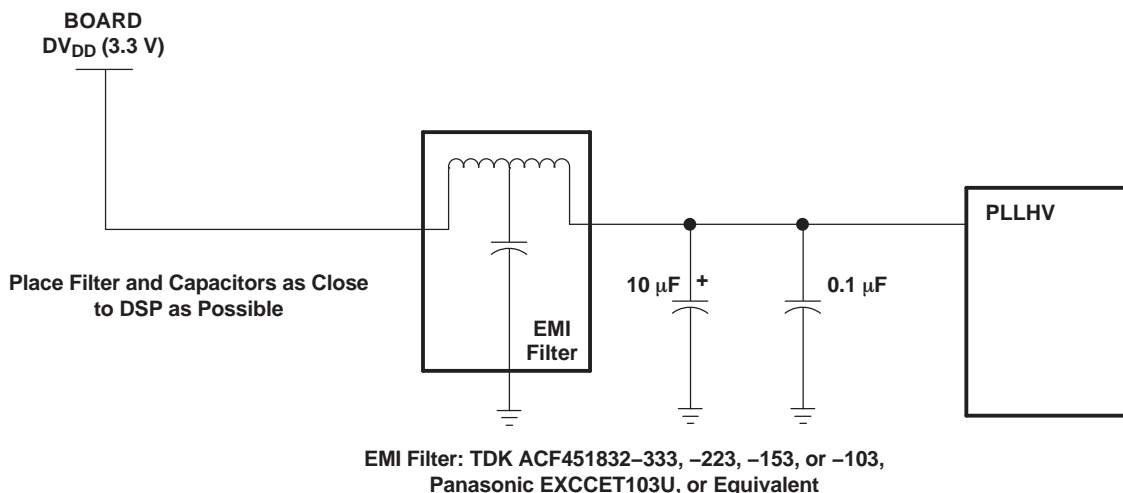 BOARD
DVDD (3.3 V)
PLLHV
Place Filter and Capacitors as Close
to DSP as Possible
10 μF +
0.1 μF
EMI
Filter
EMI Filter: TDK ACF451832−333, −223, −153, or −103,
Panasonic EXCCET103U, or Equivalent